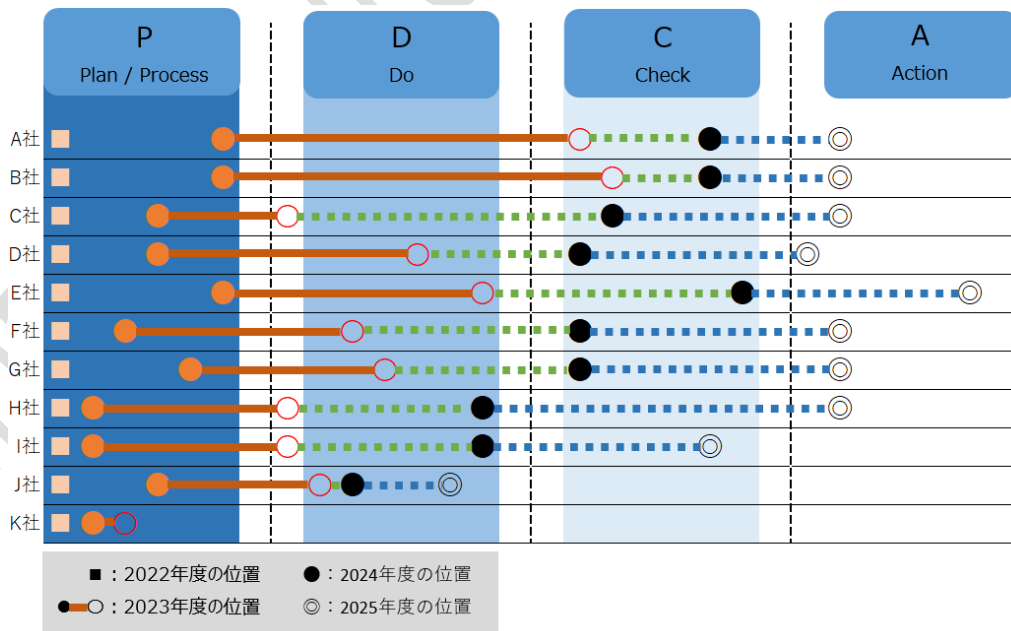 P
Plan / Process
D
Do
C
Check
A
Action
A社
B社
C社
D社
E社
F社
G社
H社
I社
J社
K社
■：2022年度の位置
●：2024年度の位置
●━○：2023年度の位置
◎：2025年度の位置